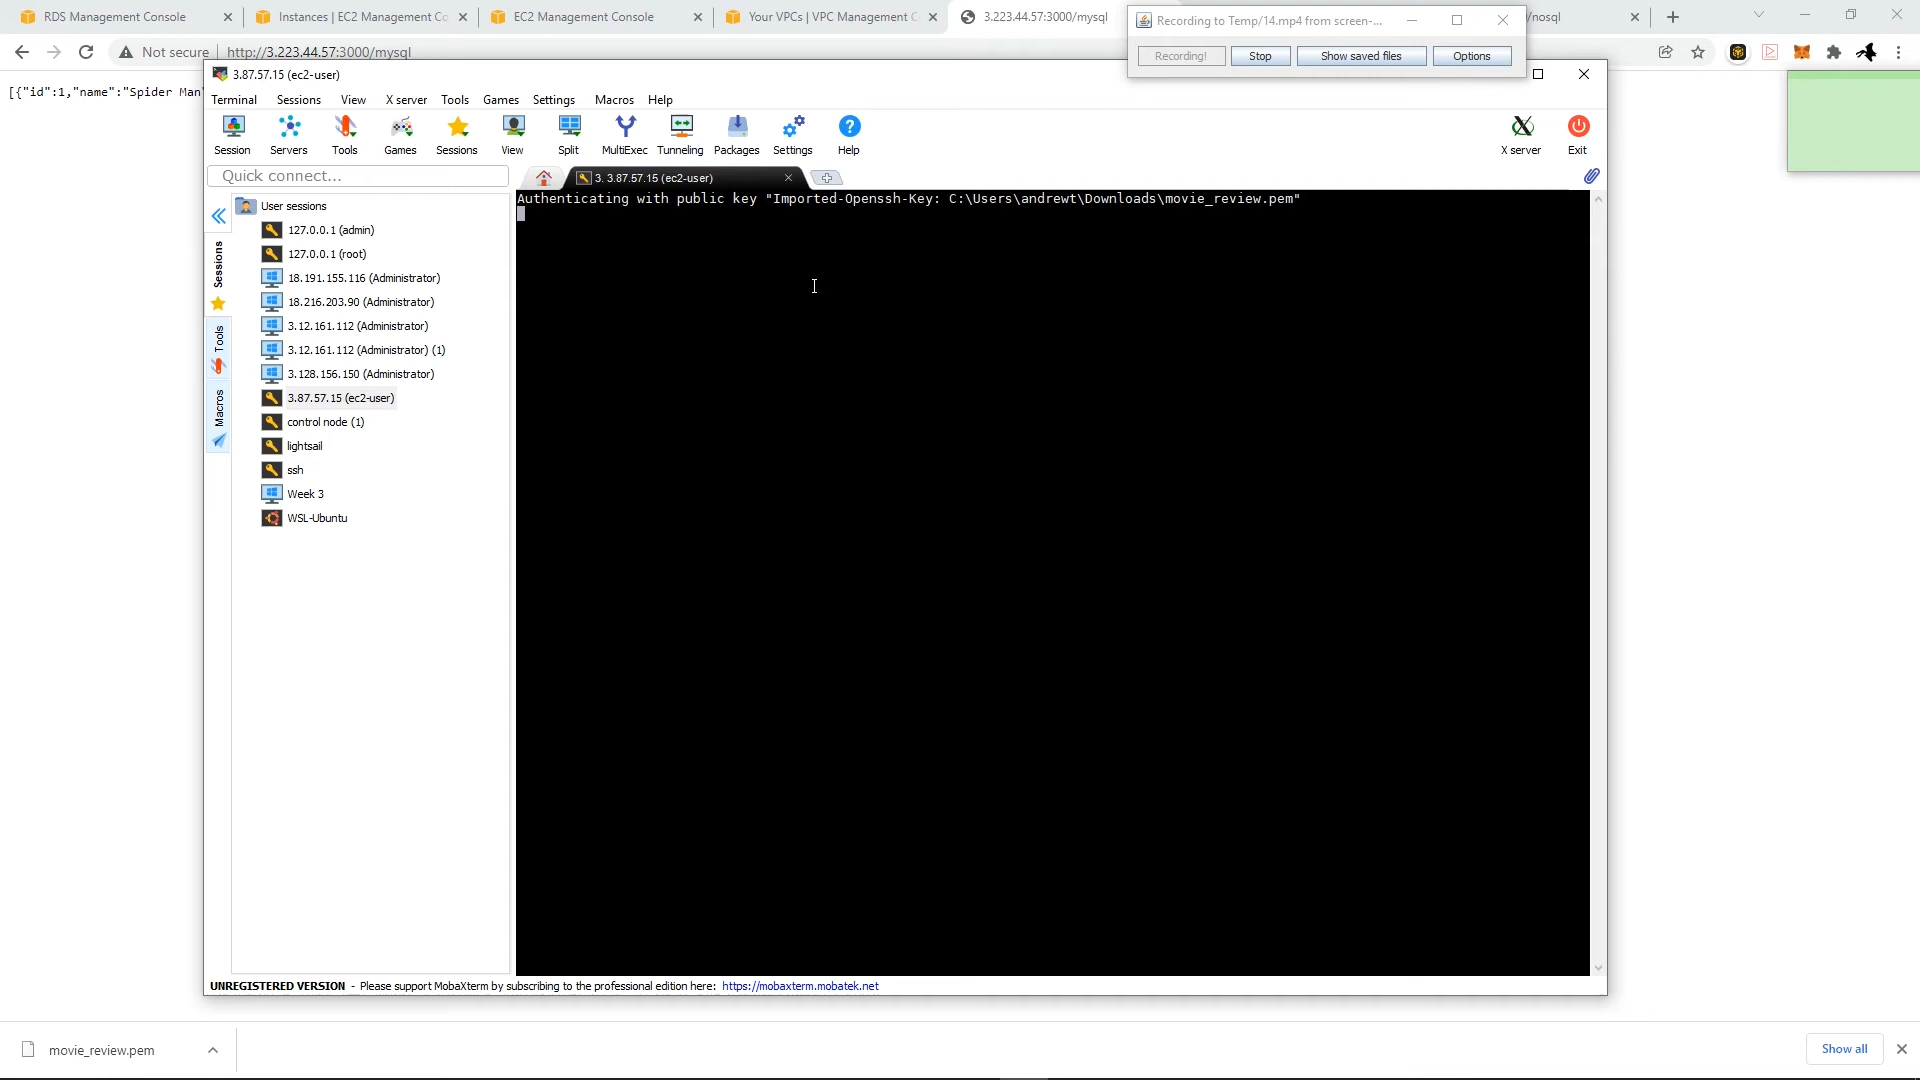 RDS Management Console
Instances | EC2 Management Co
EC2 Management Console
Your VPCs | VPC Management C
3.223.44.57:3000/mysql
/nosql
Recording to Temp/14.mp4 from screen-...
Recording!
Stop
Show saved files
Options
Not secure
http://3.223.44.57:3000/mysql
[{"id":1,"name":"Spider Man"
3.87.57.15 (ec2-user)
Terminal Sessions View X server Tools Games Settings Macros Help
Session Servers Tools Games Sessions View Split MultiExec Tunneling Packages Settings Help
X server Exit
Quick connect...
3. 3.87.57.15 (ec2-user)
Sessions
Tools
Macros
User sessions
127.0.0.1 (admin)
127.0.0.1 (root)
18.191.155.116 (Administrator)
18.216.203.90 (Administrator)
3.12.161.112 (Administrator)
3.12.161.112 (Administrator) (1)
3.128.156.150 (Administrator)
3.87.57.15 (ec2-user)
control node (1)
lightsail
ssh
Week 3
WSL-Ubuntu
Authenticating with public key "Imported-Openssh-Key: C:\Users\andrewt\Downloads\movie_review.pem"
UNREGISTERED VERSION - Please support MobaXterm by subscribing to the professional edition here: https://mobaxterm.mobatek.net
movie_review.pem
Show all